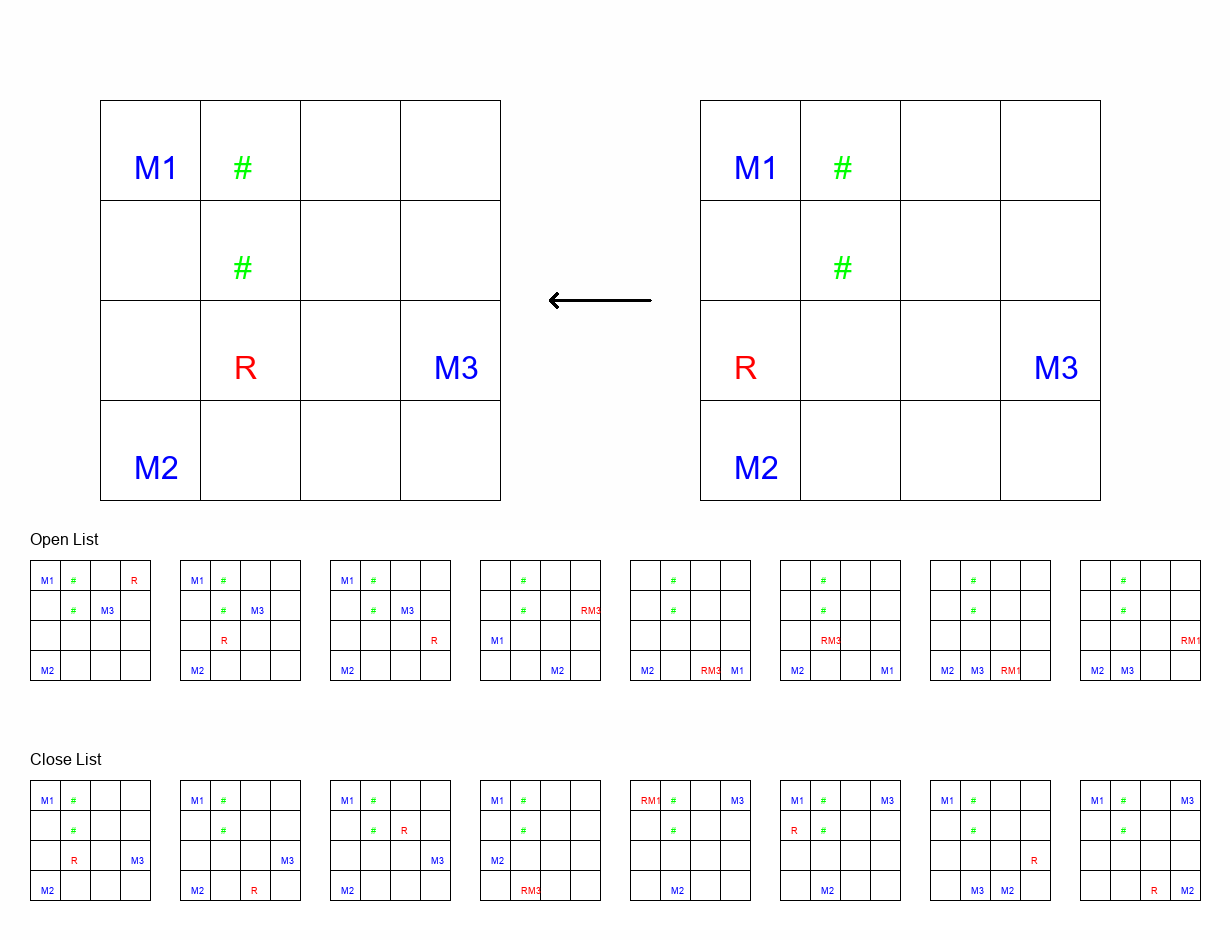 M1 # M1 #
# #
R M3 R M3
M2 M2
Open List
M1 # R M1 # M1 # # # # # #
# M3 # M3 # M3 # RM3 # # # #
R R M1 RM3 RM1
M2 M2 M2 M2 M2 RM3 M1 M2 M1 M2 M3 RM1 M2 M3
Close List
M1 # M1 # M1 # M1 # RM1 # M3 M1 # M3 M1 # M1 # M3
# # # R # # R # # #
R M3 M3 M3 M2 R
M2 M2 R M2 RM3 M2 M2 M3 M2 R M2